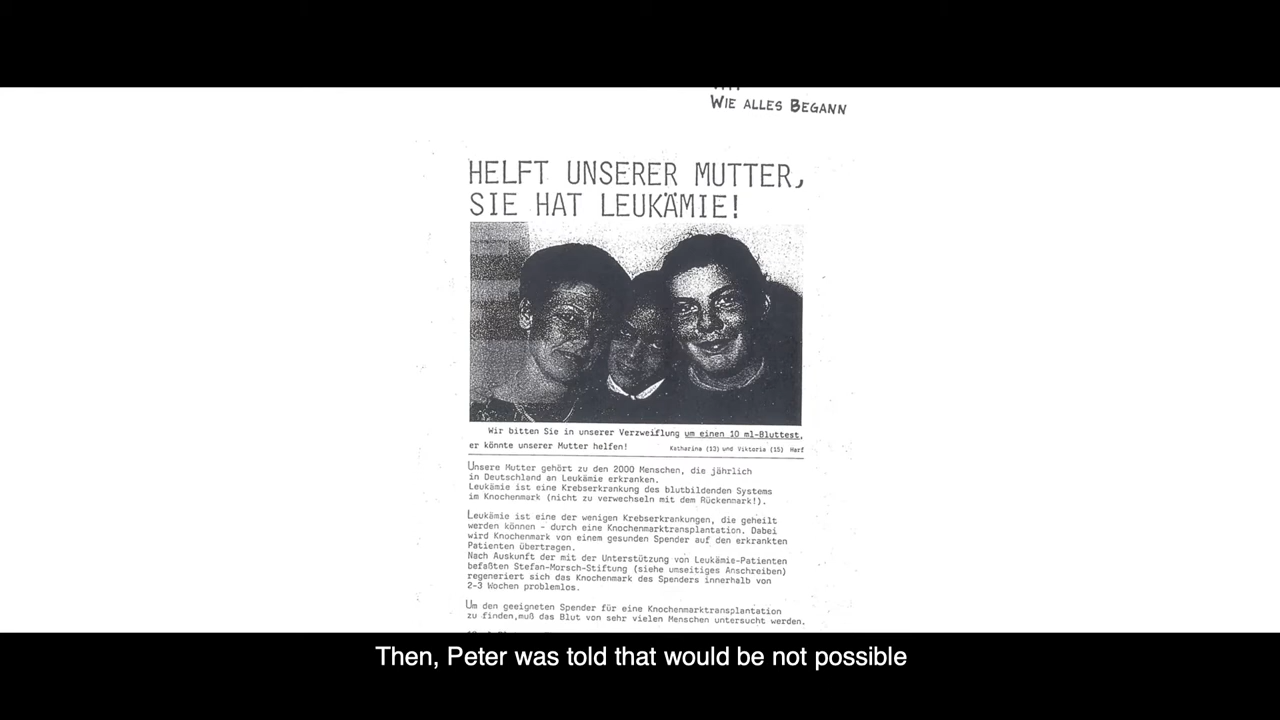 WIE ALLES BEGANN
HELFT UNSERER MUTTER,
SIE HAT LEUKÄMIE!
Wir bitten Sie in unserer Verzweiflung um einen 10 ml-Bluttest,
er könnte unserer Mutter helfen! Katharina (13) und Viktoria (15) Harf
Unsere Mutter gehört zu den 2000 Menschen, die jährlich
in Deutschland an Leukämie erkranken.
Leukämie ist eine Krebserkrankung des blutbildenden Systems
im Knochenmark (nicht zu verwechseln mit dem Rückenmark!).
Leukämie ist eine der wenigen Krebserkrankungen, die geheilt
werden können - durch eine Knochenmarktransplantation. Dabei
wird Knochenmark von einem gesunden Spender auf den erkrankten
Patienten übertragen.
Nach Auskunft der mit der Unterstützung von Leukämie-Patienten
befaßten Stefan-Morsch-Stiftung (siehe umseitiges Anschreiben)
regeneriert sich das Knochenmark des Spenders innerhalb von
2-3 Wochen problemlos.
Um den geeigneten Spender für eine Knochenmarktransplantation
zu finden,muß das Blut von sehr vielen Menschen untersucht werden.
Then, Peter was told that would be not possible